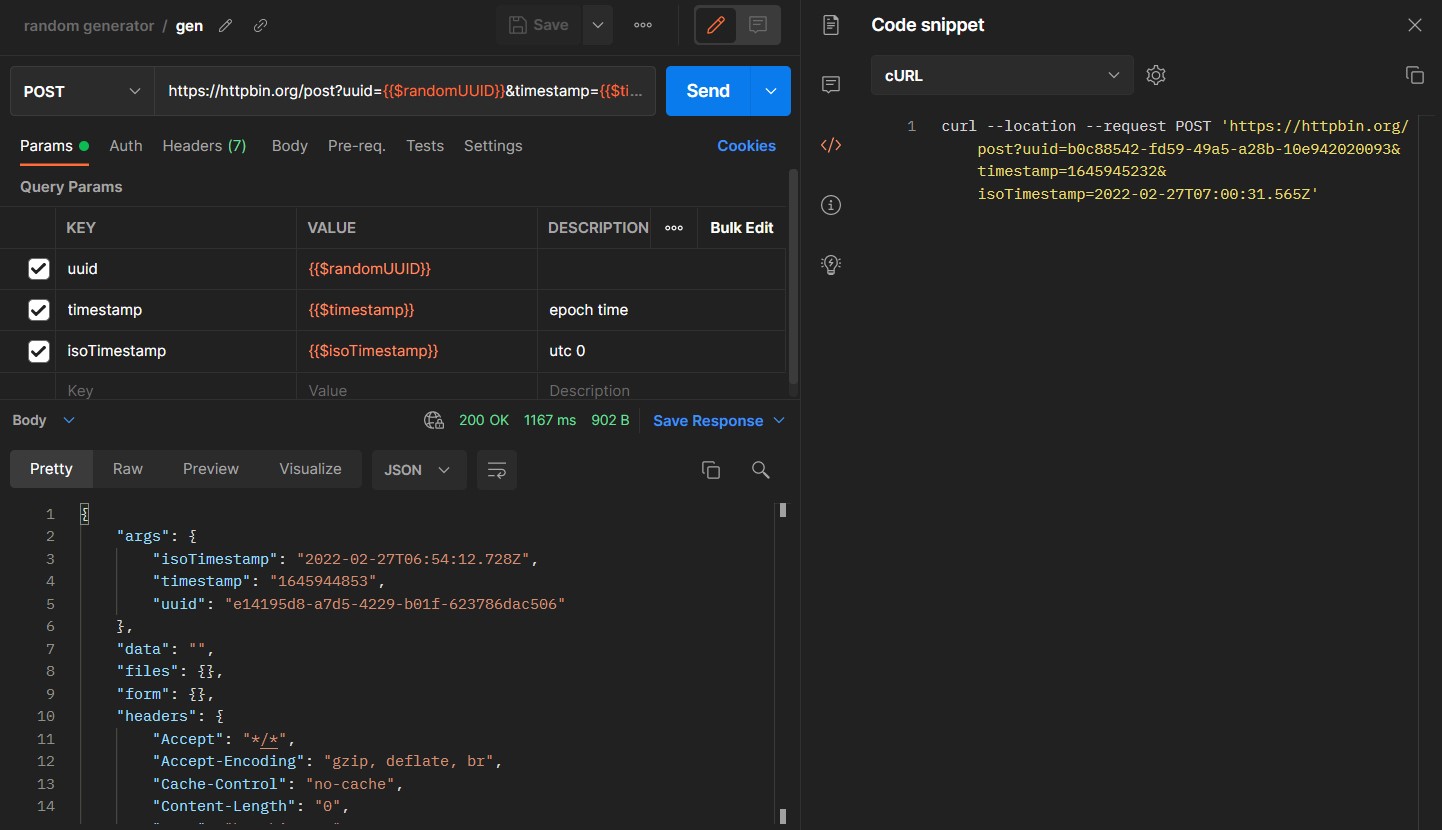 random generator / gen
Save
POST
https://httpbin.org/post?uuid={{$randomUUID}}&timestamp={{$ti...
Send
Params
Auth
Headers (7)
Body
Pre-req.
Tests
Settings
Cookies
Query Params
KEY VALUE DESCRIPTION Bulk Edit
uuid {{$randomUUID}}
timestamp {{$timestamp}} epoch time
isoTimestamp {{$isoTimestamp}} utc 0
Key Value Description
Body
200 OK 1167 ms 902 B Save Response
Pretty Raw Preview Visualize JSON
1 {
2 "args": {
3 "isoTimestamp": "2022-02-27T06:54:12.728Z",
4 "timestamp": "1645944853",
5 "uuid": "e14195d8-a7d5-4229-b01f-623786dac506"
6 },
7 "data": "",
8 "files": {},
9 "form": {},
10 "headers": {
11 "Accept": "*/*",
12 "Accept-Encoding": "gzip, deflate, br",
13 "Cache-Control": "no-cache",
14 "Content-Length": "0",
Code snippet
cURL
1 curl --location --request POST 'https://httpbin.org/
post?uuid=b0c88542-fd59-49a5-a28b-10e942020093&
timestamp=1645945232&
isoTimestamp=2022-02-27T07:00:31.565Z'